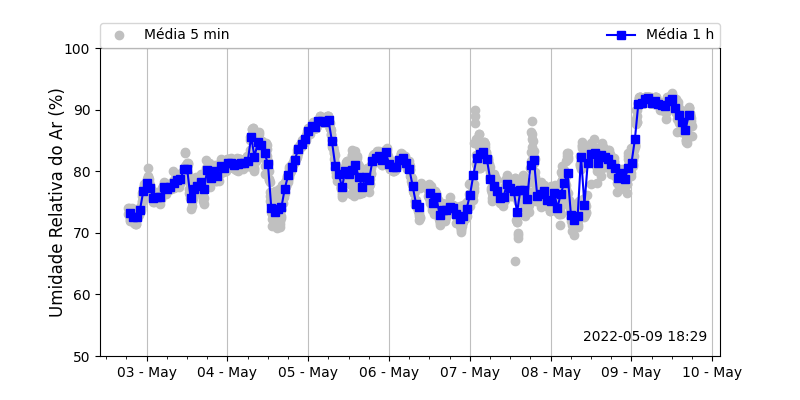 Média 5 min
Média 1 h
Umidade Relativa do Ar (%)
100
90
80
70
60
50
2022-05-09 18:29
03 - May
04 - May
05 - May
06 - May
07 - May
08 - May
09 - May
10 - May